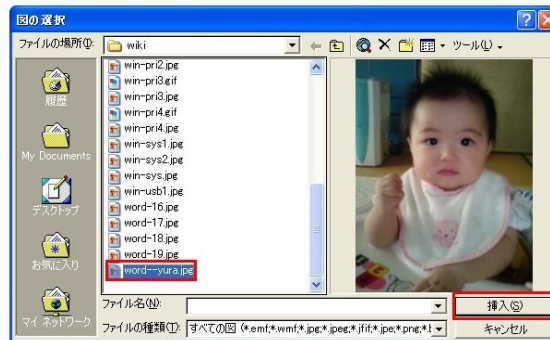 図の選択
ファイルの場所(I):
wiki
ツール(L)
履歴
My Documents
デスクトップ
お気に入り
マイ ネットワーク
win-pri2.jpg
win-pri3.gif
win-pri3.jpg
win-pri4.gif
win-pri4.jpg
win-sys1.jpg
win-sys2.jpg
win-sys.jpg
win-usb1.jpg
word-16.jpg
word-17.jpg
word-18.jpg
word-19.jpg
word--yura.jpg
ファイル名(N):
挿入(S)
ファイルの種類(T):
すべての図 (*.emf;*.wmf;*.jpg;*.jpeg;*.jfif;*.jpe;*.png;*.b
キャンセル